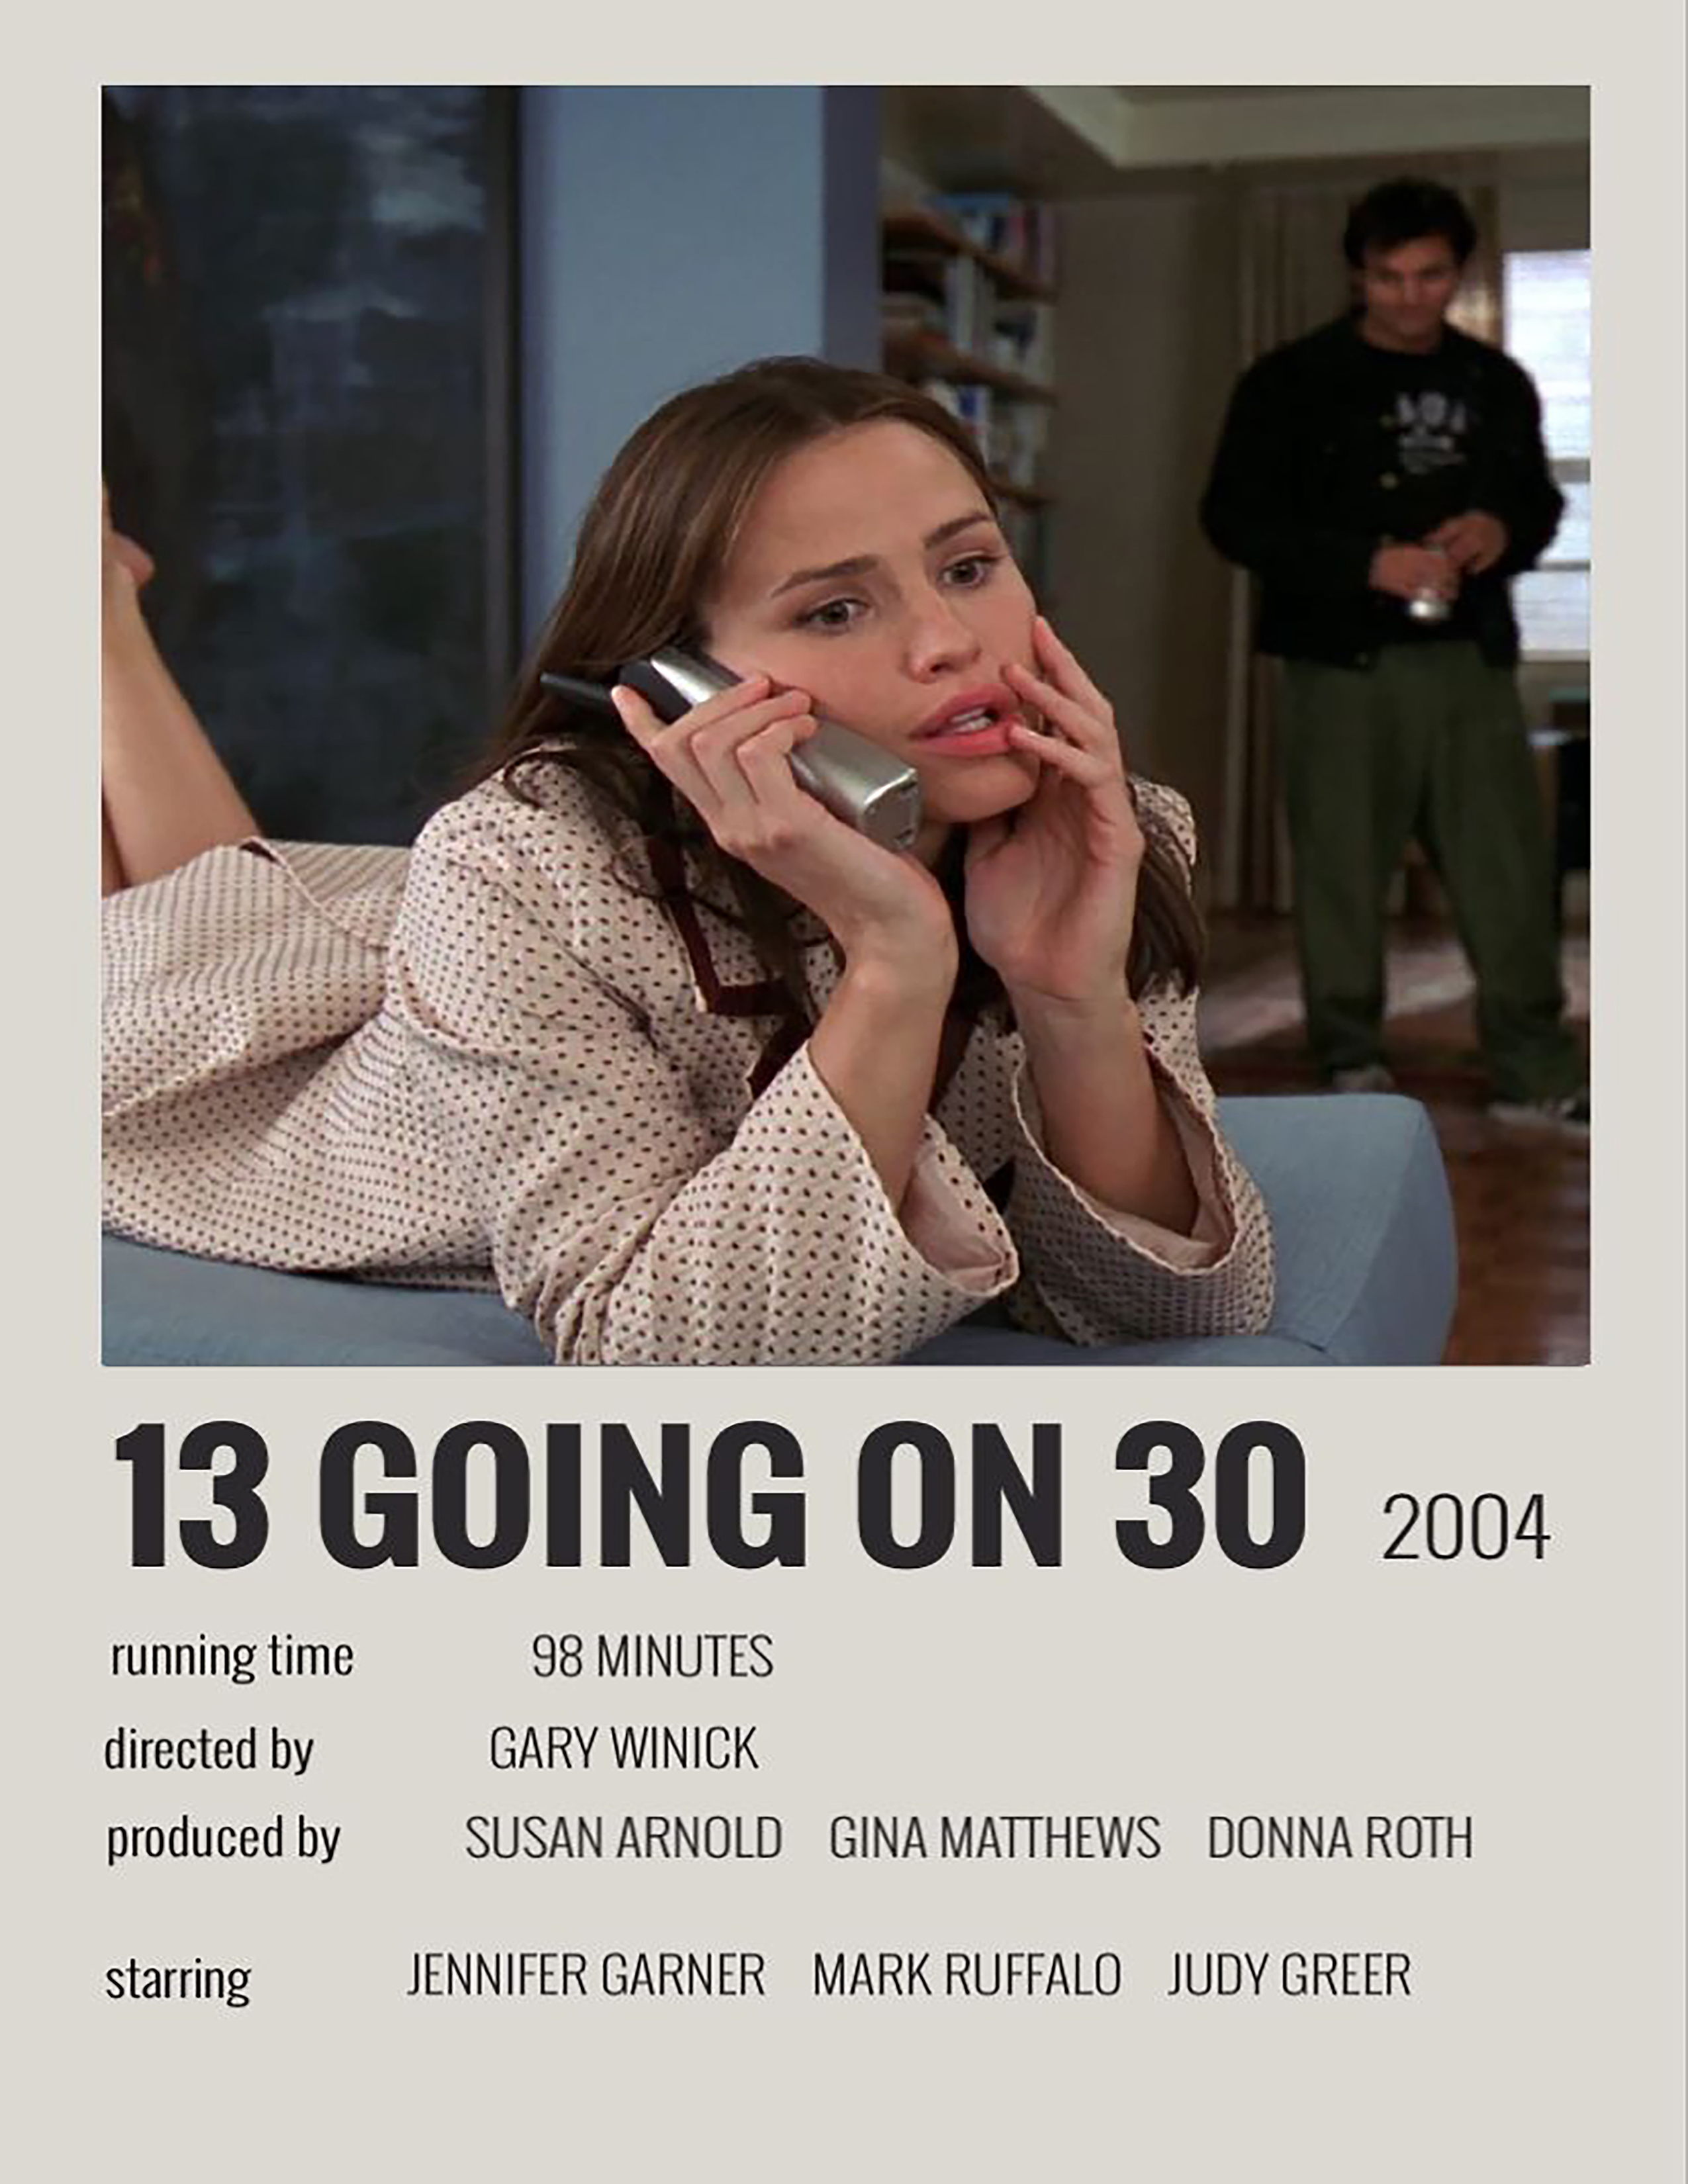 13 GOING ON 30 2004
running time 98 MINUTES
directed by GARY WINICK
produced by SUSAN ARNOLD GINA MATTHEWS DONNA ROTH
starring JENNIFER GARNER MARK RUFFALO JUDY GREER